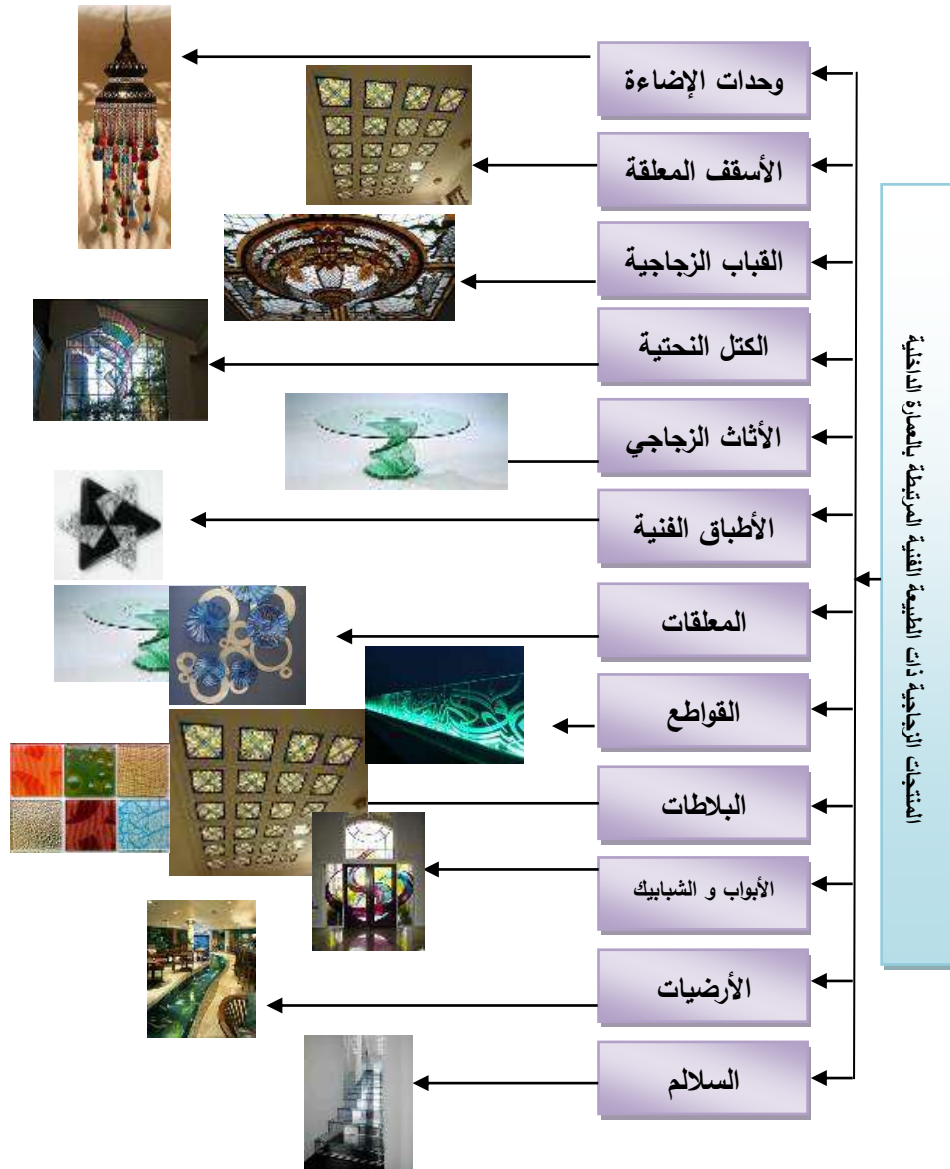 المنتجات الزجاجية ذات الطبيعة الفنية المرتبطة بالعمارة الداخلية
وحدات الإضاءة
الأسقف المعلقة
القباب الزجاجية
الكتل النحتية
الأثاث الزجاجي
الأطباق الفنية
المعلقات
القواطع
البلاطات
الأبواب و الشبابيك
الأرضيات
السلالم